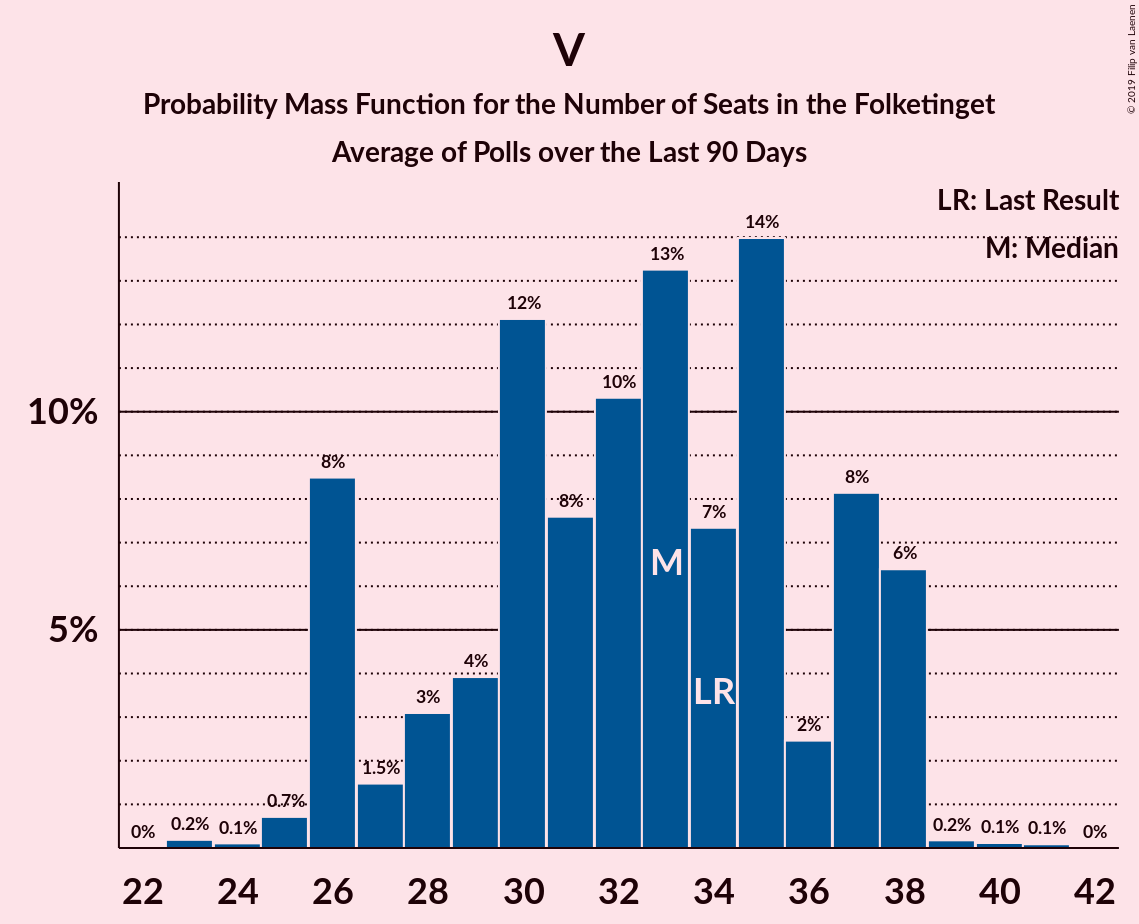 V
Probability Mass Function for the Number of Seats in the Folketinget
Average of Polls over the Last 90 Days
© 2019 Filip van Laenen
LR: Last Result
M: Median
10%
5%
0%
0.2%
0.1%
0.7%
8%
1.5%
3%
4%
12%
8%
10%
13%
7%
14%
2%
8%
6%
0.2%
0.1%
0.1%
0%
M
LR
22 24 26 28 30 32 34 36 38 40 42